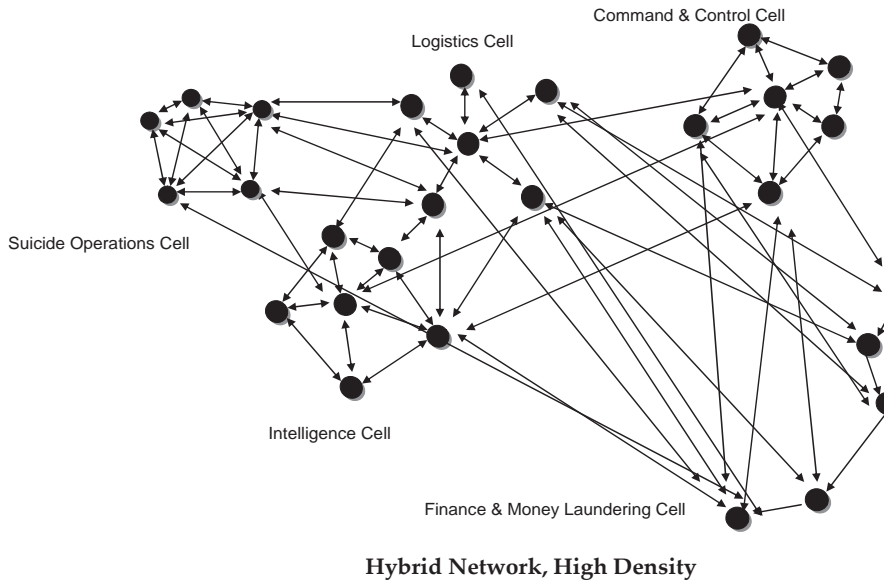 Command & Control Cell
Logistics Cell
Suicide Operations Cell
Intelligence Cell
Finance & Money Laundering Cell
Hybrid Network, High Density